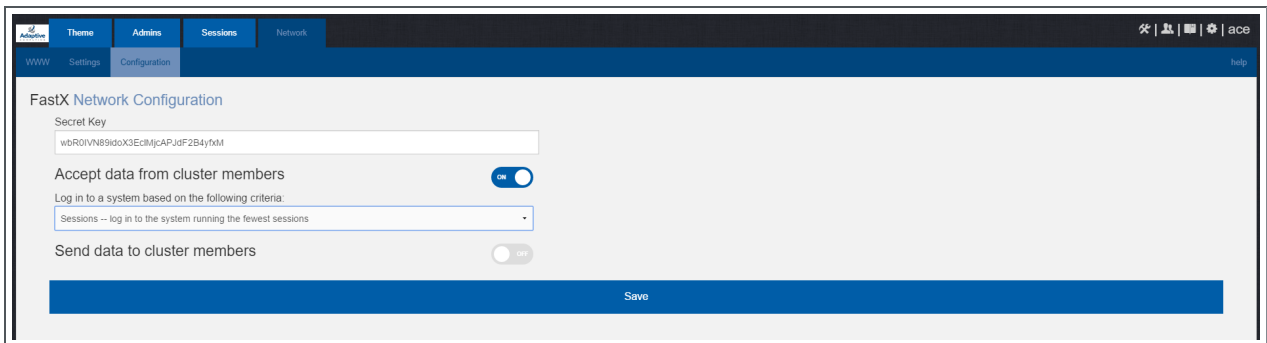 Adaptive
Theme Admins Sessions Network
| | | | ace
WWW Settings Configuration help
FastX Network Configuration
Secret Key
wbR0IVN89idoX3EclMjcAPJdF2B4yfxM
Accept data from cluster members ON
Log in to a system based on the following criteria:
Sessions -- log in to the system running the fewest sessions
Send data to cluster members OFF
Save